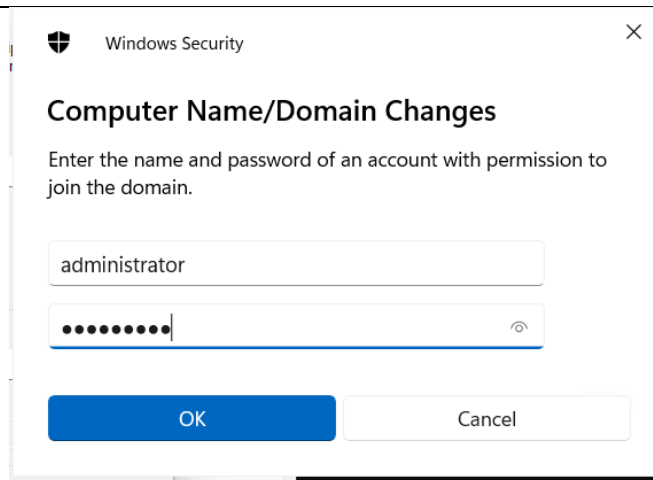 Windows Security
Computer Name/Domain Changes
Enter the name and password of an account with permission to
join the domain.
administrator
●●●●●●●●●
OK
Cancel